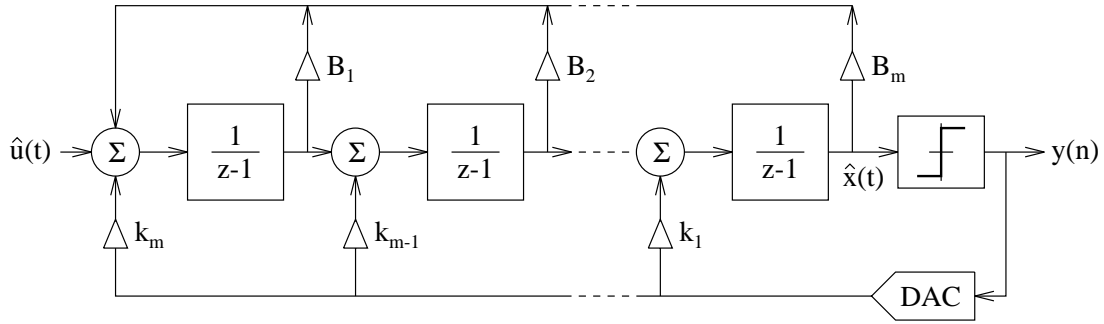 B₁
B₂
Bₘ
û(t)
Σ
1
z-1
Σ
1
z-1
Σ
1
z-1
x̂(t)
y(n)
kₘ
kₘ₋₁
k₁
DAC